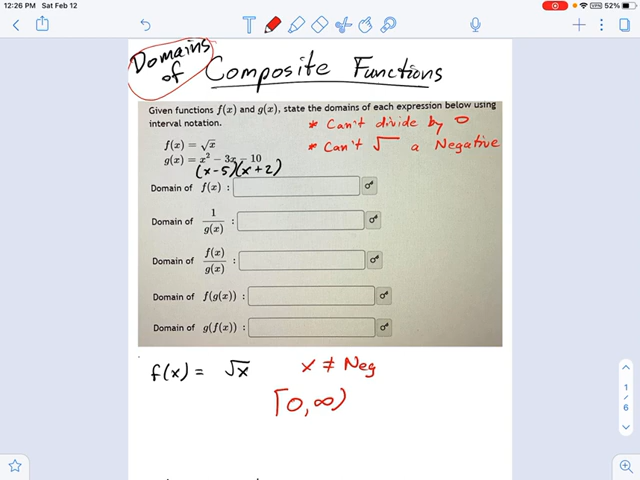 12:26 PM Sat Feb 12
VPN 52%
Domains
of Composite Functions
Given functions f(x) and g(x), state the domains of each expression below using
interval notation.
* Can't divide by 0
* Can't √ a Negative
f(x) = √x
g(x) = x² − 3x − 10
(x-5)(x+2)
Domain of f(x) :
Domain of 1/g(x) :
Domain of f(x)/g(x) :
Domain of f(g(x)) :
Domain of g(f(x)) :
f(x) = √x x ≠ Neg
[0, ∞)
1
/
6